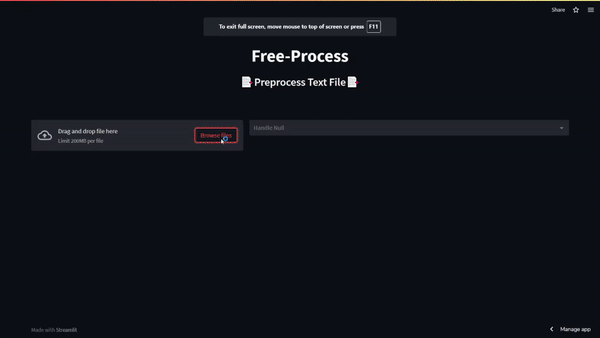 Share
To exit full screen, move mouse to top of screen or press F11
Free-Process
Preprocess Text File
Drag and drop file here
Limit 200MB per file
Browse files
Handle Null
Made with Streamlit
Manage app